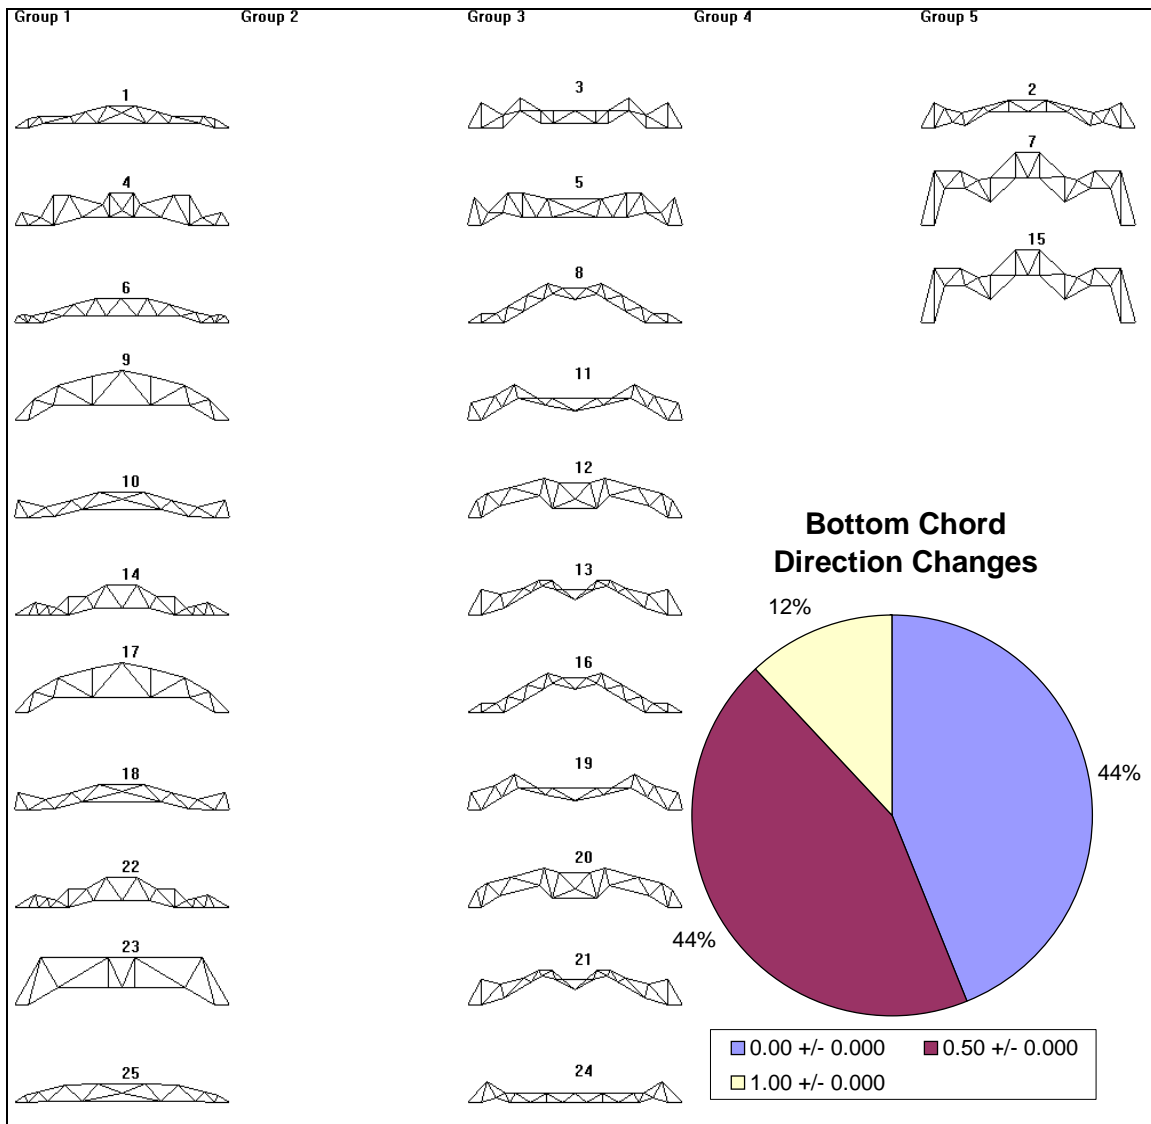 Group 1 Group 2 Group 3 Group 4 Group 5
1 3 2
4 5 7
6 8 15
9 11
10 12
14 13
17 16
18 19
22 20
23 21
25 24
Bottom Chord
Direction Changes
12%
44%
44%
0.00 +/- 0.000 0.50 +/- 0.000
1.00 +/- 0.000